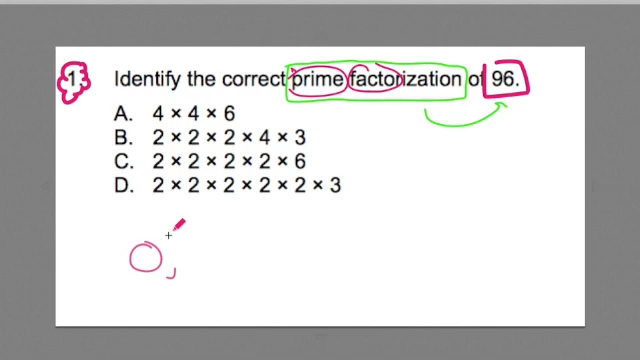 1. Identify the correct prime factorization of 96.
A. 4 × 4 × 6
B. 2 × 2 × 2 × 4 × 3
C. 2 × 2 × 2 × 2 × 6
D. 2 × 2 × 2 × 2 × 2 × 3